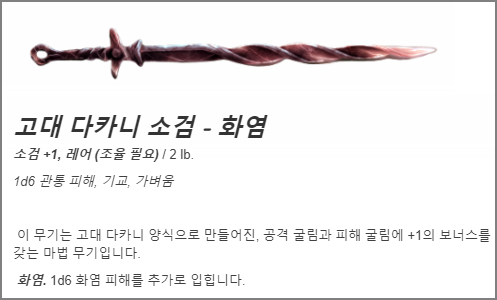 고대 다카니 소검 - 화염
소검 +1, 레어 (조율 필요) / 2 lb.
1d6 관통 피해, 기교, 가벼움
이 무기는 고대 다카니 양식으로 만들어진, 공격 굴림과 피해 굴림에 +1의 보너스를
갖는 마법 무기입니다.
화염. 1d6 화염 피해를 추가로 입힙니다.